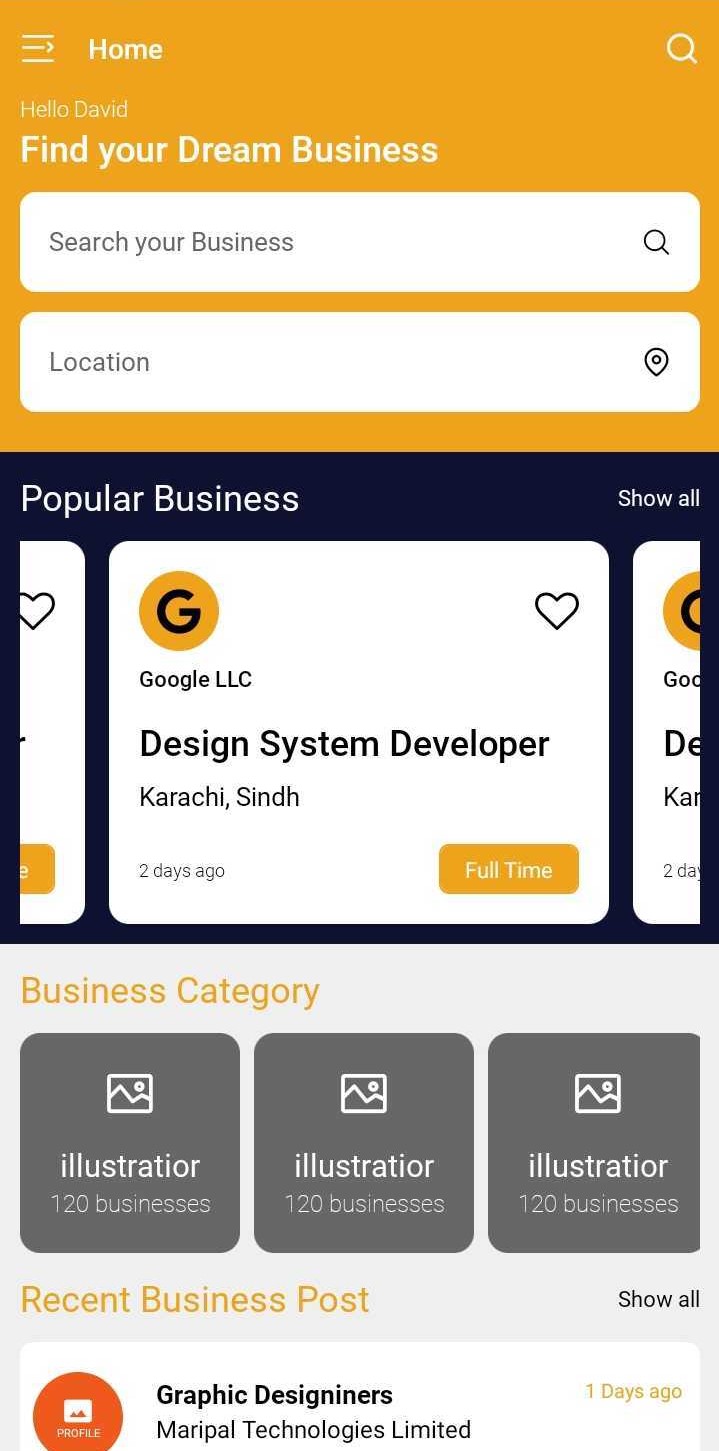 Home
Hello David
Find your Dream Business
Search your Business
Location
Popular Business
Show all
G
Google LLC
Goo
Design System Developer
De
Karachi, Sindh
Kar
2 days ago
Full Time
e
2 day
Business Category
illustratior
illustratior
illustratior
120 businesses
120 businesses
120 businesses
Recent Business Post
Show all
Graphic Designiners
1 Days ago
Maripal Technologies Limited
PROFILE